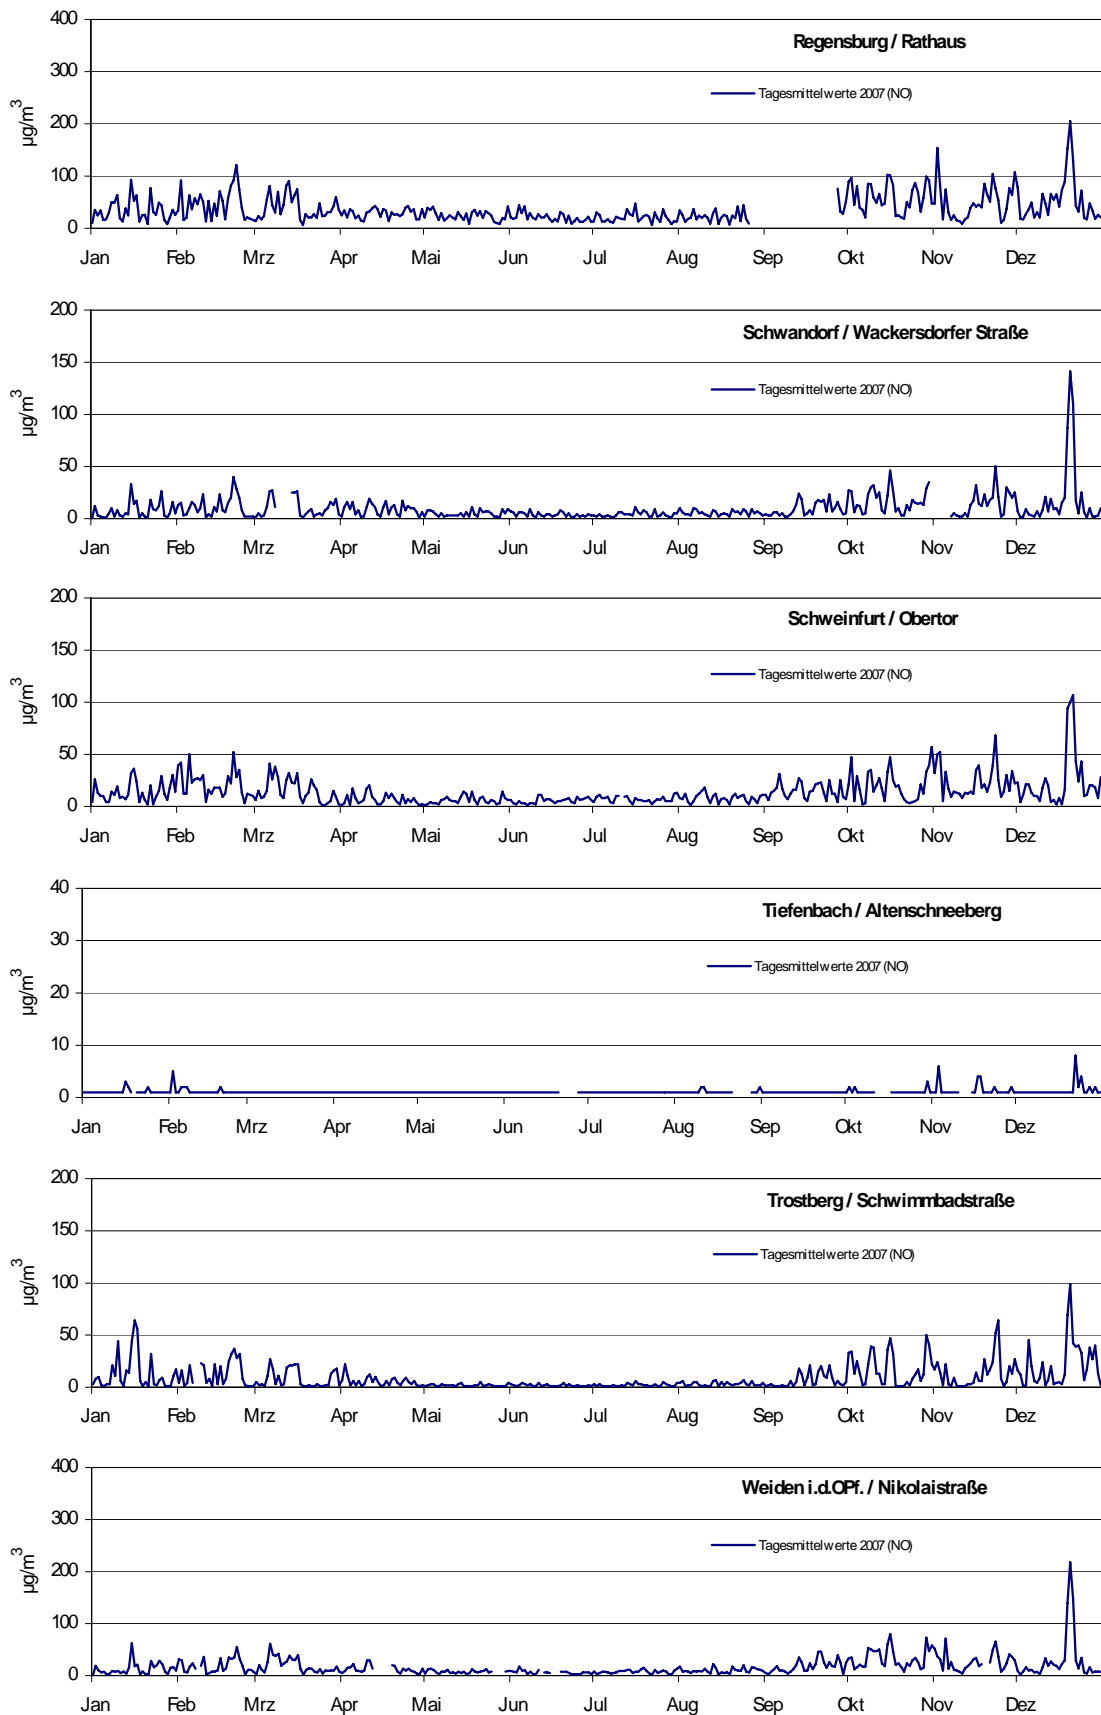 400
Regensburg / Rathaus
300
Tagesmittelwerte 2007 (NO)
µg/m³
200
100
0
Jan Feb Mrz Apr Mai Jun Jul Aug Sep Okt Nov Dez
200
Schwandorf / Wackersdorfer Straße
150
Tagesmittelwerte 2007 (NO)
µg/m³
100
50
0
Jan Feb Mrz Apr Mai Jun Jul Aug Sep Okt Nov Dez
200
Schweinfurt / Obertor
150
Tagesmittelwerte 2007 (NO)
µg/m³
100
50
0
Jan Feb Mrz Apr Mai Jun Jul Aug Sep Okt Nov Dez
40
Tiefenbach / Altenschneeberg
30
Tagesmittelwerte 2007 (NO)
µg/m³
20
10
0
Jan Feb Mrz Apr Mai Jun Jul Aug Sep Okt Nov Dez
200
Trostberg / Schwimmbadstraße
150
Tagesmittelwerte 2007 (NO)
µg/m³
100
50
0
Jan Feb Mrz Apr Mai Jun Jul Aug Sep Okt Nov Dez
400
Weiden i.d.OPf. / Nikolaistraße
300
Tagesmittelwerte 2007 (NO)
µg/m³
200
100
0
Jan Feb Mrz Apr Mai Jun Jul Aug Sep Okt Nov Dez